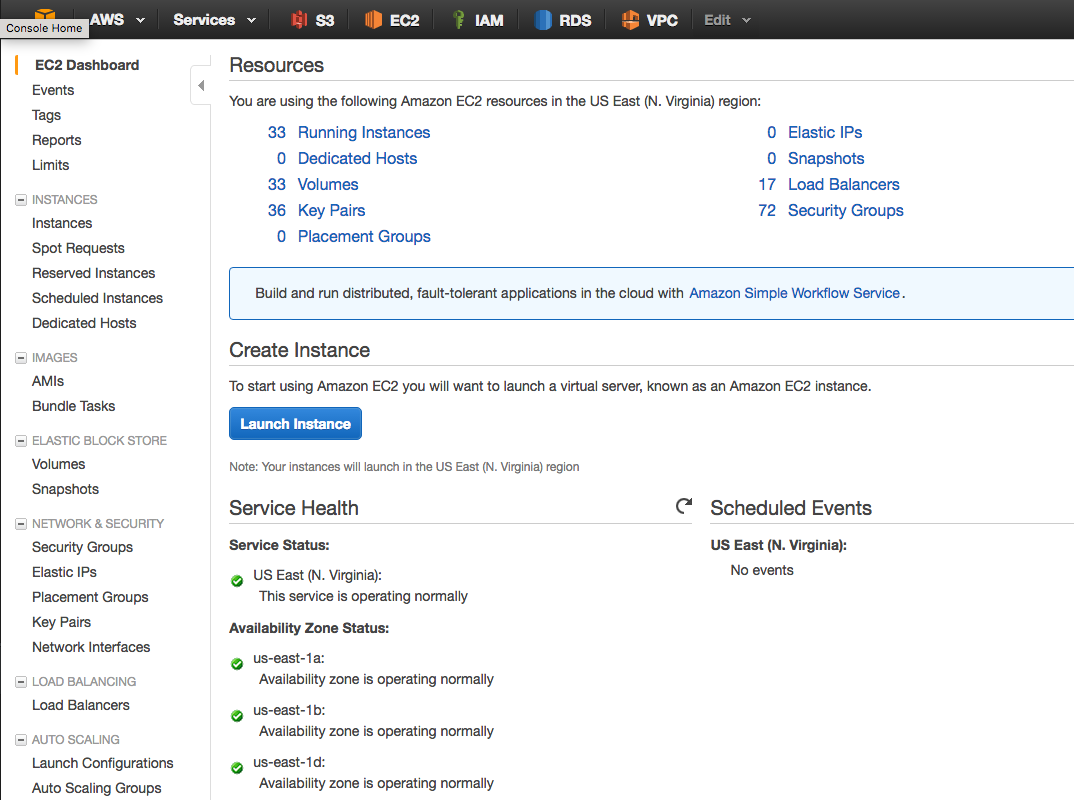 AWS Services S3 EC2 IAM RDS VPC Edit
Console Home
EC2 Dashboard
Events
Tags
Reports
Limits
INSTANCES
Instances
Spot Requests
Reserved Instances
Scheduled Instances
Dedicated Hosts
IMAGES
AMIs
Bundle Tasks
ELASTIC BLOCK STORE
Volumes
Snapshots
NETWORK & SECURITY
Security Groups
Elastic IPs
Placement Groups
Key Pairs
Network Interfaces
LOAD BALANCING
Load Balancers
AUTO SCALING
Launch Configurations
Auto Scaling Groups
Resources
You are using the following Amazon EC2 resources in the US East (N. Virginia) region:
33 Running Instances
0 Dedicated Hosts
33 Volumes
36 Key Pairs
0 Placement Groups
0 Elastic IPs
0 Snapshots
17 Load Balancers
72 Security Groups
Build and run distributed, fault-tolerant applications in the cloud with Amazon Simple Workflow Service.
Create Instance
To start using Amazon EC2 you will want to launch a virtual server, known as an Amazon EC2 instance.
Launch Instance
Note: Your instances will launch in the US East (N. Virginia) region
Service Health
Service Status:
US East (N. Virginia):
This service is operating normally
Availability Zone Status:
us-east-1a:
Availability zone is operating normally
us-east-1b:
Availability zone is operating normally
us-east-1d:
Availability zone is operating normally
Scheduled Events
US East (N. Virginia):
No events